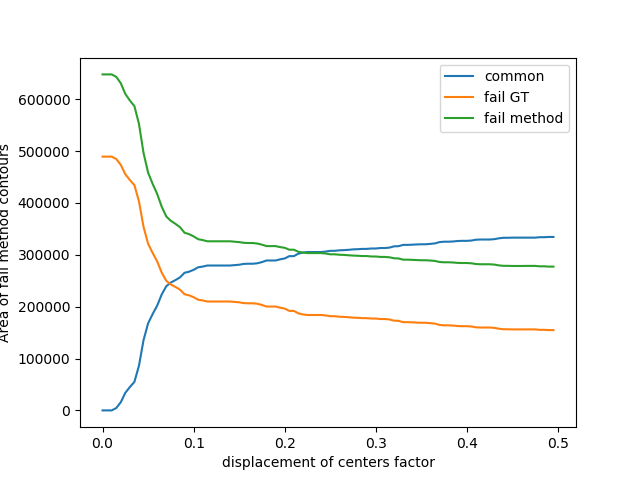 common
fail GT
fail method
600000
500000
400000
300000
200000
100000
0
Area of fail method contours
0.0 0.1 0.2 0.3 0.4 0.5
displacement of centers factor